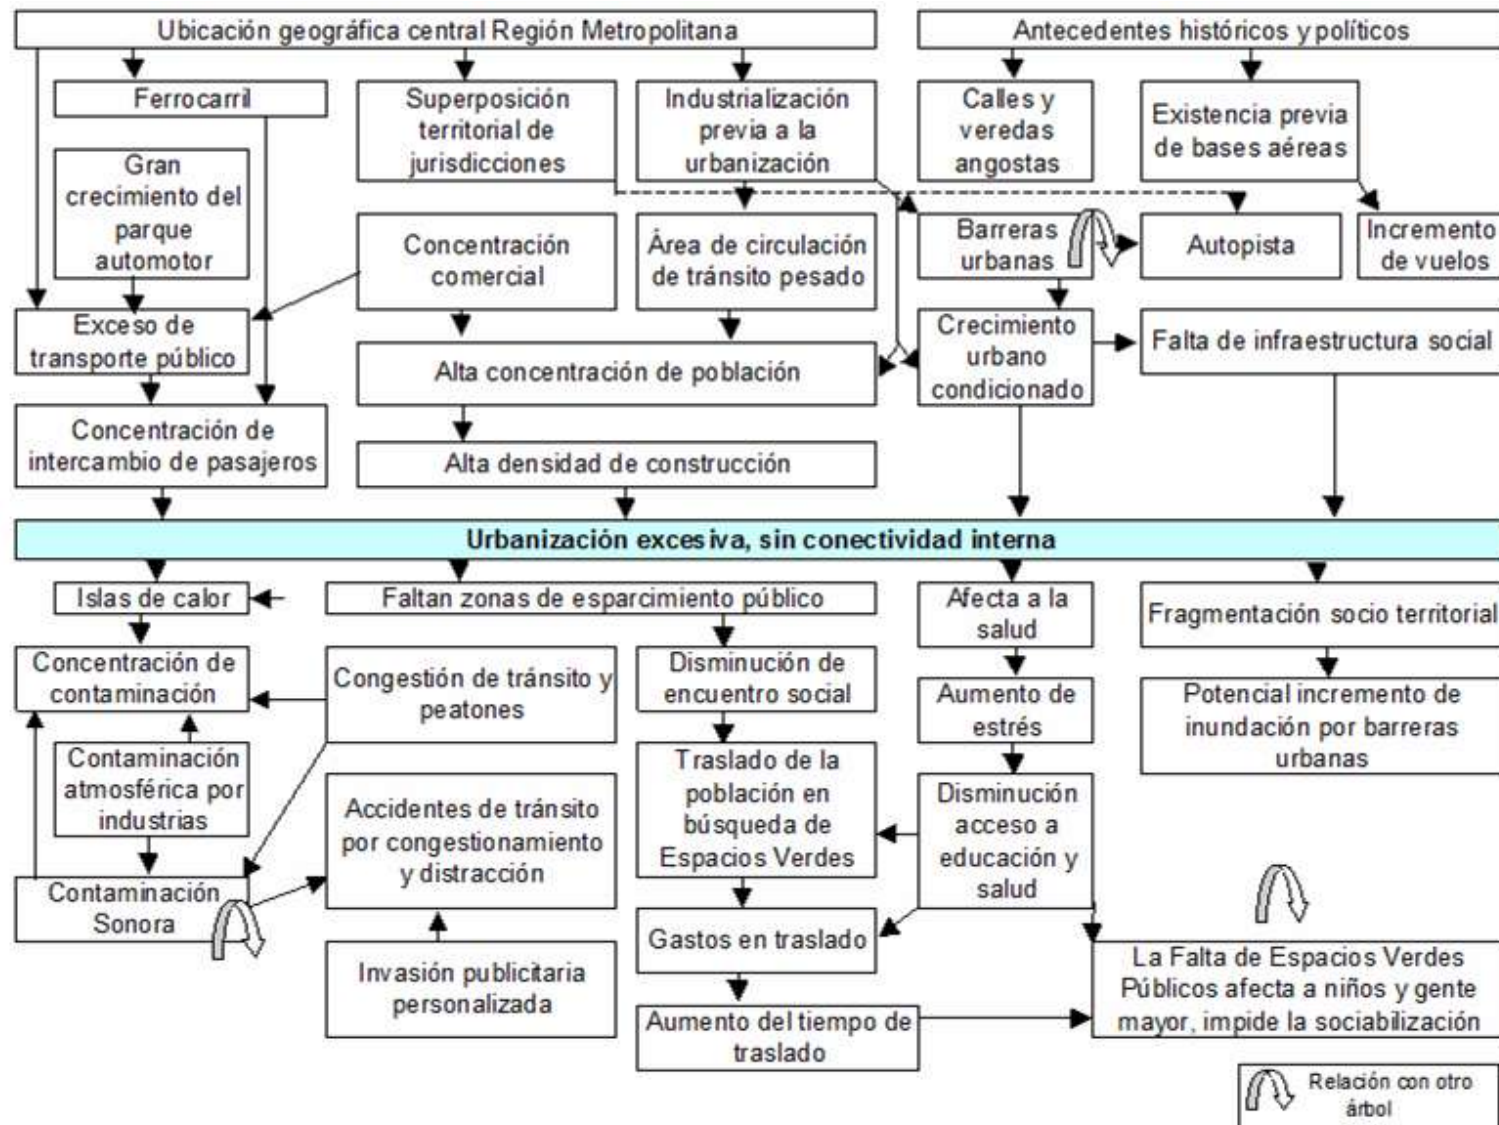 Ubicación geográfica central Región Metropolitana
Antecedentes históricos y políticos
Ferrocarril
Superposición
territorial de
jurisdicciones
Industrialización
previa a la
urbanización
Calles y
veredas
angostas
Existencia previa
de bases aéreas
Gran
crecimiento del
parque
automotor
Concentración
comercial
Área de circulación
de tránsito pesado
Barreras
urbanas
Autopista
Incremento
de vuelos
Exceso de
transporte público
Alta concentración de población
Crecimiento
urbano
condicionado
Falta de infraestructura social
Concentración de
intercambio de pasajeros
Alta densidad de construcción
Urbanización excesiva, sin conectividad interna
Islas de calor
Faltan zonas de esparcimiento público
Afecta a la
salud
Fragmentación socio territorial
Concentración de
contaminación
Congestión de tránsito y
peatones
Disminución de
encuentro social
Aumento de
estrés
Potencial incremento de
inundación por barreras
urbanas
Contaminación
atmosférica por
industrias
Accidentes de tránsito
por congestionamiento
y distracción
Traslado de la
población en
búsqueda de
Espacios Verdes
Disminución
acceso a
educación y
salud
Contaminación
Sonora
Invasión publicitaria
personalizada
Gastos en traslado
La Falta de Espacios Verdes
Públicos afecta a niños y gente
mayor, impide la sociabilización
Aumento del tiempo de
traslado
Relación con otro
árbol